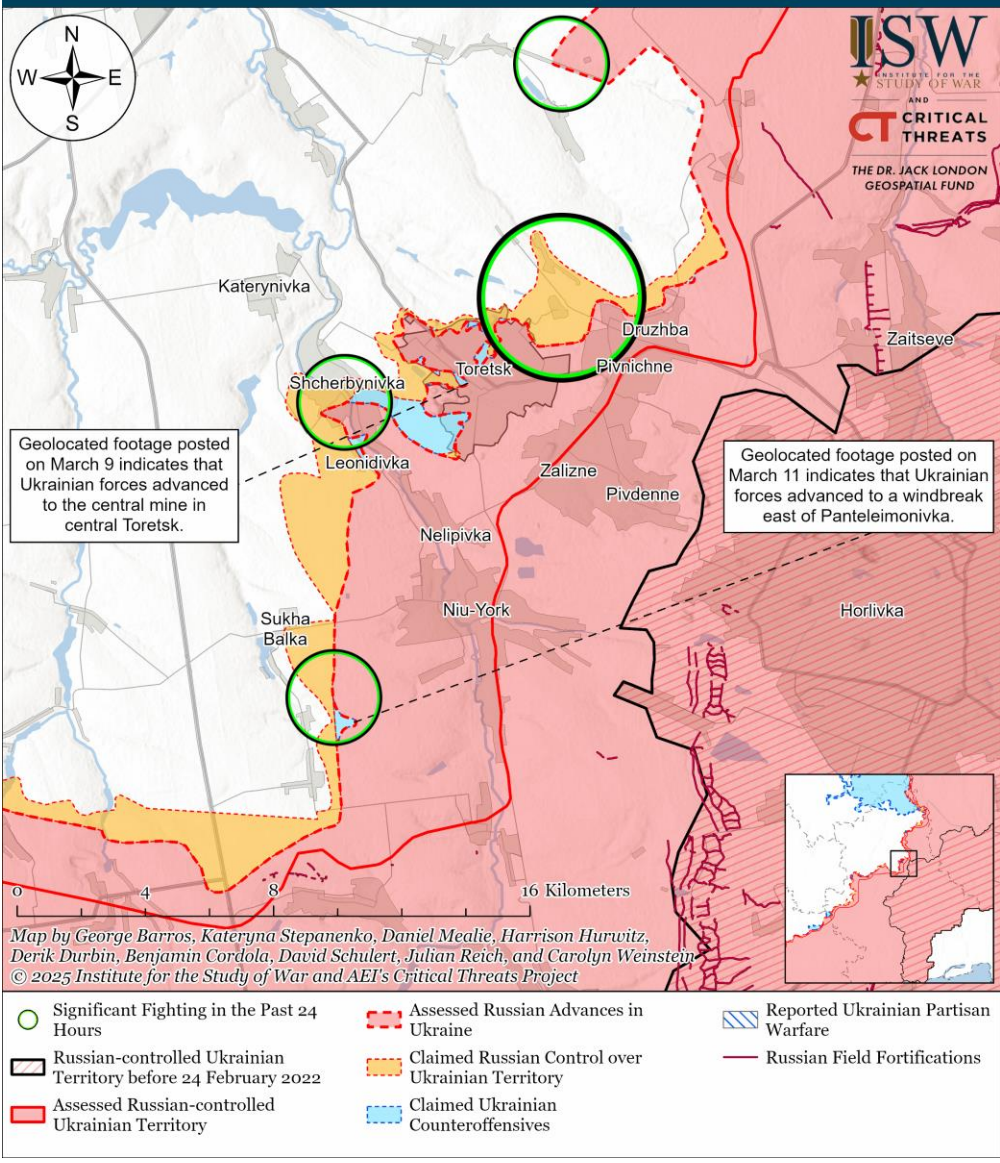 N
W
E
S
ISW
INSTITUTE FOR THE
STUDY OF WAR
AND
CT CRITICAL
THREATS
THE DR. JACK LONDON
GEOSPATIAL FUND
Katerynivka
Druzhba
Zaitseve
Toretsk
Pivnichne
Shcherbynivka
Geolocated footage posted
on March 9 indicates that
Ukrainian forces advanced
to the central mine in
central Toretsk.
Leonidivka
Zalizne
Pivdenne
Geolocated footage posted on
March 11 indicates that Ukrainian
forces advanced to a windbreak
east of Panteleimonivka.
Nelipivka
Niu-York
Horlivka
Sukha
Balka
0 4 8 16 Kilometers
Map by George Barros, Kateryna Stepanenko, Daniel Mealie, Harrison Hurwitz,
Derik Durbin, Benjamin Cordola, David Schulert, Julian Reich, and Carolyn Weinstein
© 2025 Institute for the Study of War and AEI's Critical Threats Project
Significant Fighting in the Past 24
Hours
Russian-controlled Ukrainian
Territory before 24 February 2022
Assessed Russian-controlled
Ukrainian Territory
Assessed Russian Advances in
Ukraine
Claimed Russian Control over
Ukrainian Territory
Claimed Ukrainian
Counteroffensives
Reported Ukrainian Partisan
Warfare
Russian Field Fortifications